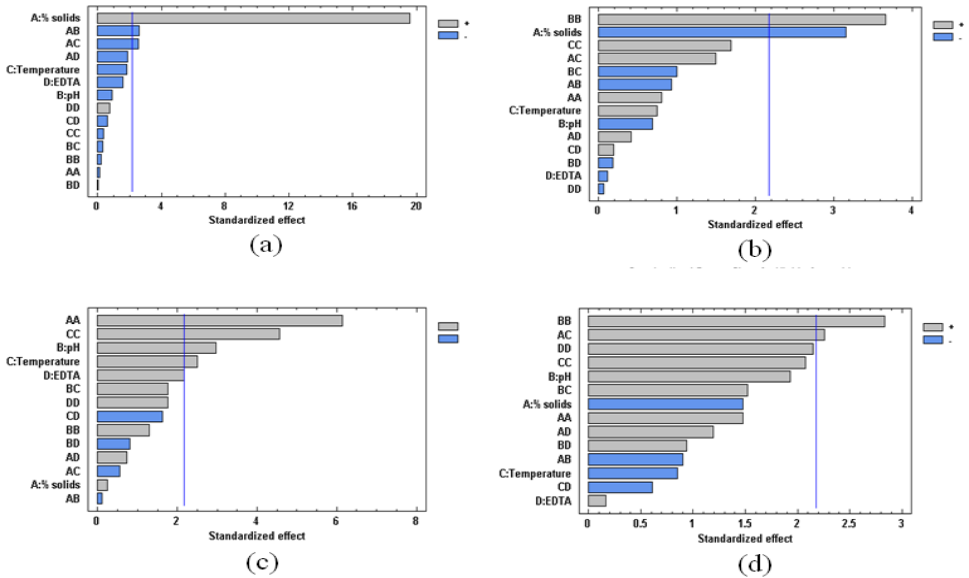 A:% solids
AB
AC
AD
C:Temperature
D:EDTA
B:pH
DD
CD
CC
BC
BB
AA
BD
0 4 8 12 16 20
Standardized effect
+
-
(a)
BB
A:% solids
CC
AC
BC
AB
AA
C:Temperature
B:pH
AD
CD
BD
D:EDTA
DD
0 1 2 3 4
Standardized effect
+
-
(b)
AA
CC
B:pH
C:Temperature
D:EDTA
BC
DD
CD
BB
BD
AD
AC
A:% solids
AB
0 2 4 6 8
Standardized effect
(c)
BB
AC
DD
CC
B:pH
BC
A:% solids
AA
AD
BD
AB
C:Temperature
CD
D:EDTA
0 0.5 1 1.5 2 2.5 3
Standardized effect
+
-
(d)